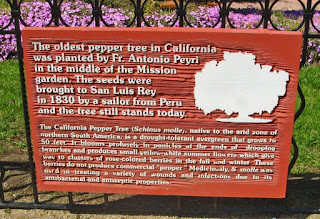 The oldest pepper tree in California
was planted by Fr. Antonio Peyri
in the middle of the Mission
garden. The seeds were
brought to San Luis Rey
in 1830 by a sailor from Peru
and the tree still stands today.
The California Pepper Tree (Schinus molle), native to the arid zone of
northern South America, is a drought-tolerant evergreen that grows to
50 feet. It blooms profusely in panicles at the ends of drooping
branches and produces small yellow-white summer flowers which give
way to clusters of rose-colored berries in the fall and winter. These
berries do not produce commercial "pepper." Medicinally, S. molle was
used in treating a variety of wounds and infections due to its
antibacterial and antiseptic properties.